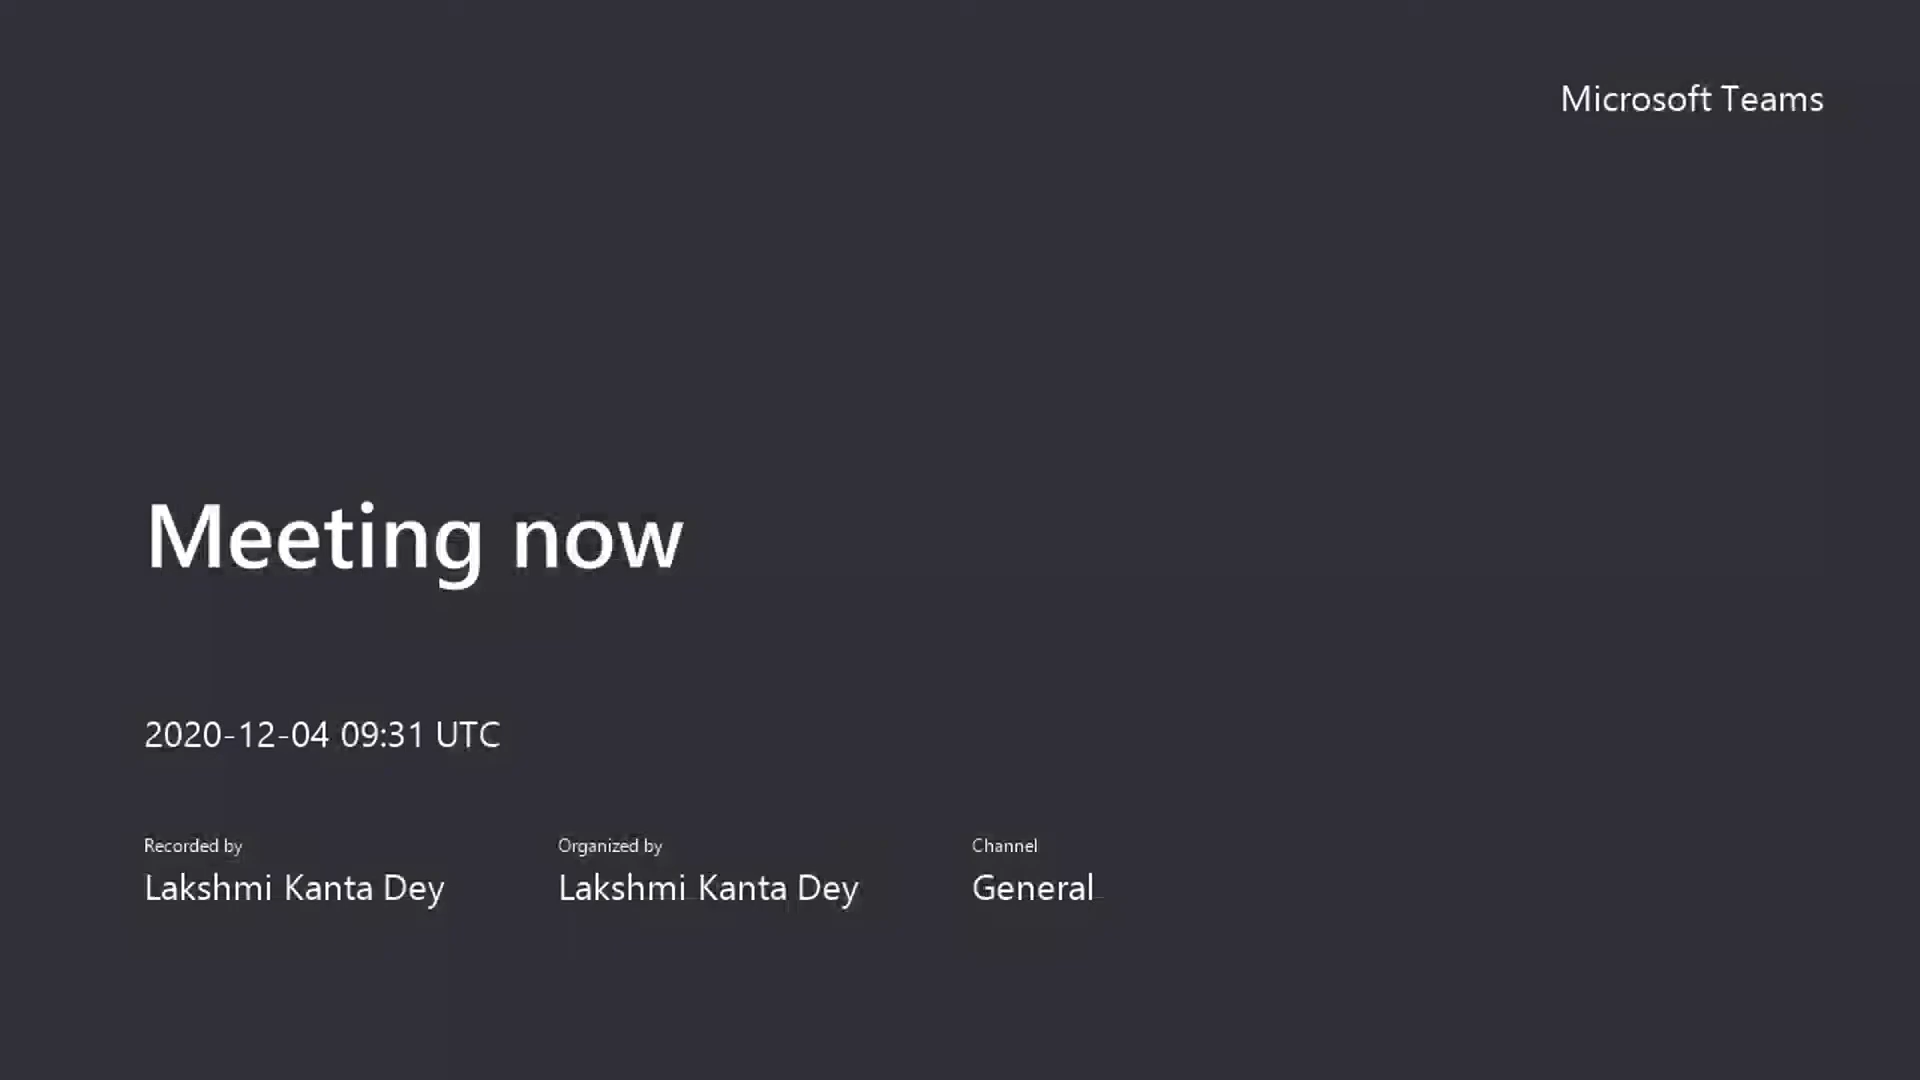 Microsoft Teams
Meeting now
2020-12-04 09:31 UTC
Recorded by
Lakshmi Kanta Dey
Organized by
Lakshmi Kanta Dey
Channel
General